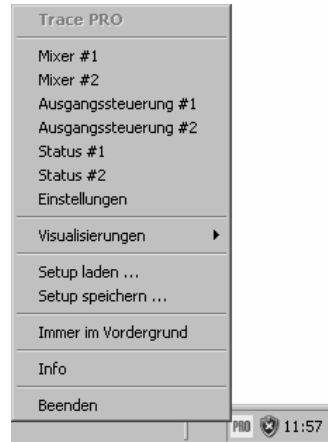 Trace PRO
Mixer #1
Mixer #2
Ausgangssteuerung #1
Ausgangssteuerung #2
Status #1
Status #2
Einstellungen
Visualisierungen
Setup laden ...
Setup speichern ...
Immer im Vordergrund
Info
Beenden
PRO 11:57